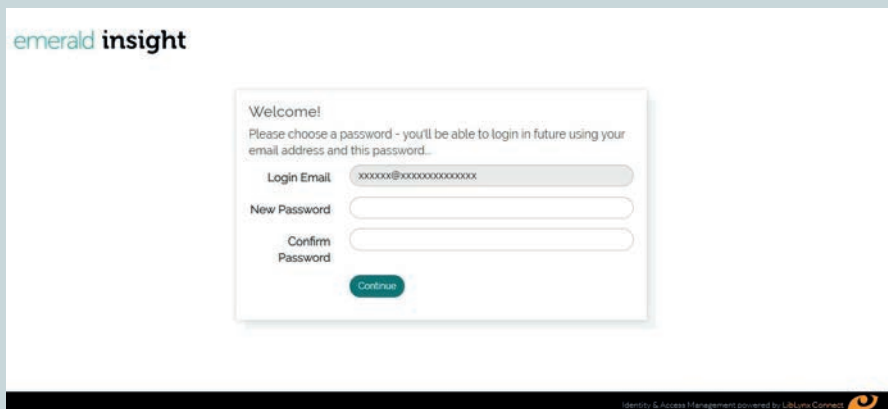 emerald insight
Welcome!
Please choose a password - you'll be able to login in future using your
email address and this password...
Login Email
xxxxxx@xxxxxxxxxxxxxx
New Password
Confirm
Password
Continue
Identity & Access Management powered by LibLynx Connect